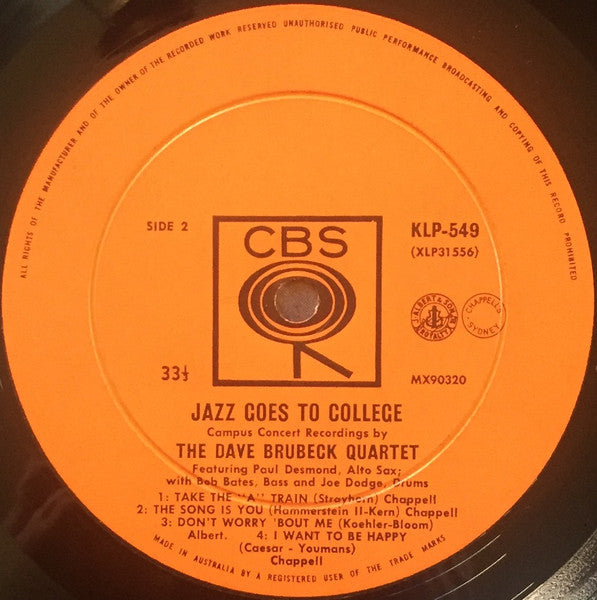 ALL RIGHTS OF THE MANUFACTURER AND OF THE OWNER OF THE RECORDED WORK RESERVED UNAUTHORISED PUBLIC PERFORMANCE BROADCASTING AND COPYING OF THIS RECORD PROHIBITED
SIDE 2
CBS
KLP-549
(XLP31556)
J. ALBERT & SON
ROYALTY
CHAPPELL
SYDNEY
33⅓
MX90320
JAZZ GOES TO COLLEGE
Campus Concert Recordings by
THE DAVE BRUBECK QUARTET
Featuring Paul Desmond, Alto Sax;
with Bob Bates, Bass and Joe Dodge, Drums
1: TAKE THE "A" TRAIN (Strayhorn) Chappell
2: THE SONG IS YOU (Hammerstein II-Kern) Chappell
3: DON'T WORRY 'BOUT ME (Koehler-Bloom)
Albert. 4: I WANT TO BE HAPPY
(Caesar - Youmans)
Chappell
MADE IN AUSTRALIA BY A REGISTERED USER OF THE TRADE MARKS